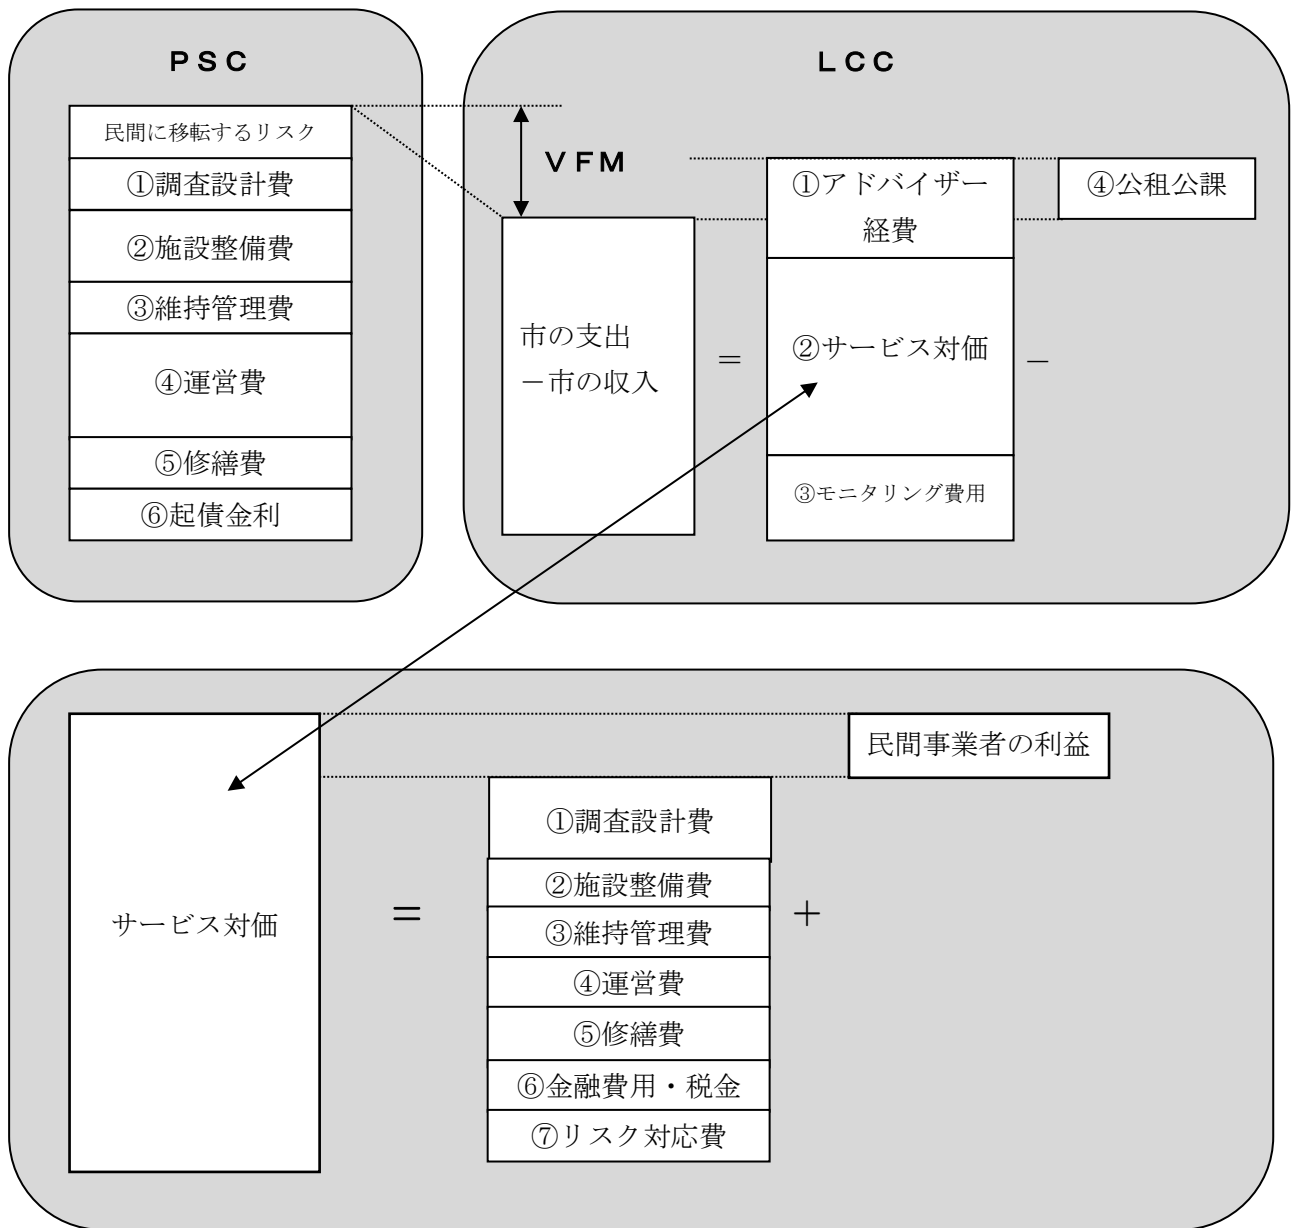 ＰＳＣ
民間に移転するリスク
①調査設計費
②施設整備費
③維持管理費
④運営費
⑤修繕費
⑥起債金利
ＬＣＣ
ＶＦＭ
市の支出
－市の収入
＝
①アドバイザー
経費
②サービス対価
③モニタリング費用
－
④公租公課
サービス対価
＝
①調査設計費
②施設整備費
③維持管理費
④運営費
⑤修繕費
⑥金融費用・税金
⑦リスク対応費
＋
民間事業者の利益